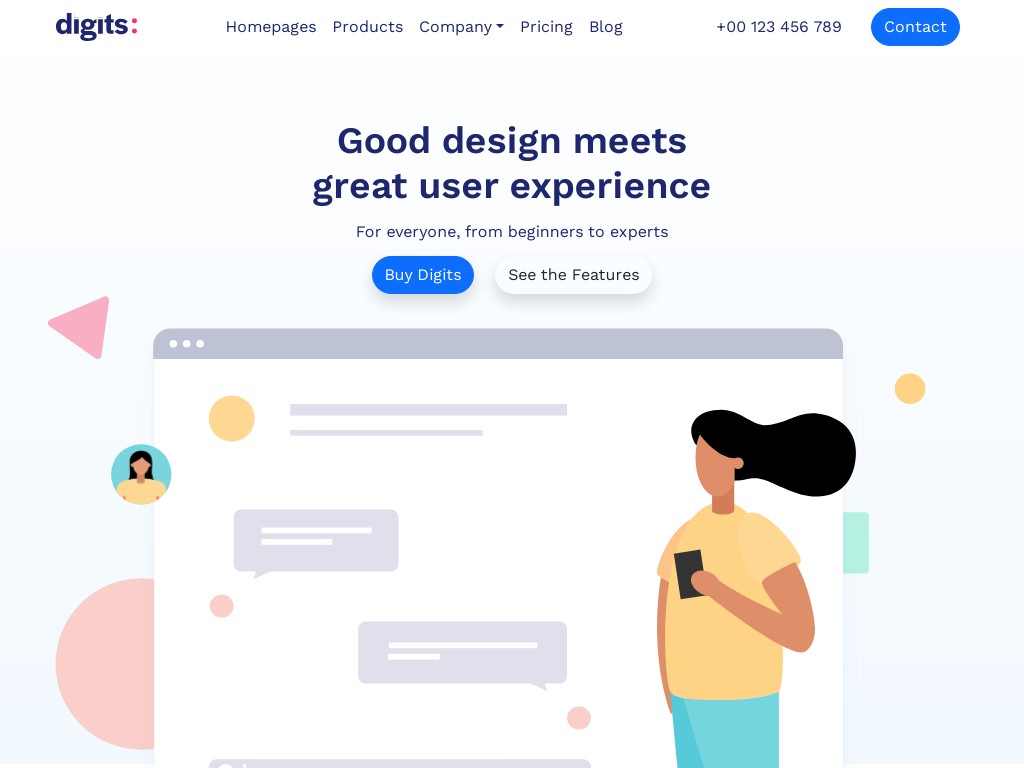 digits:
Homepages Products Company Pricing Blog +00 123 456 789 Contact
Good design meets
great user experience
For everyone, from beginners to experts
Buy Digits See the Features